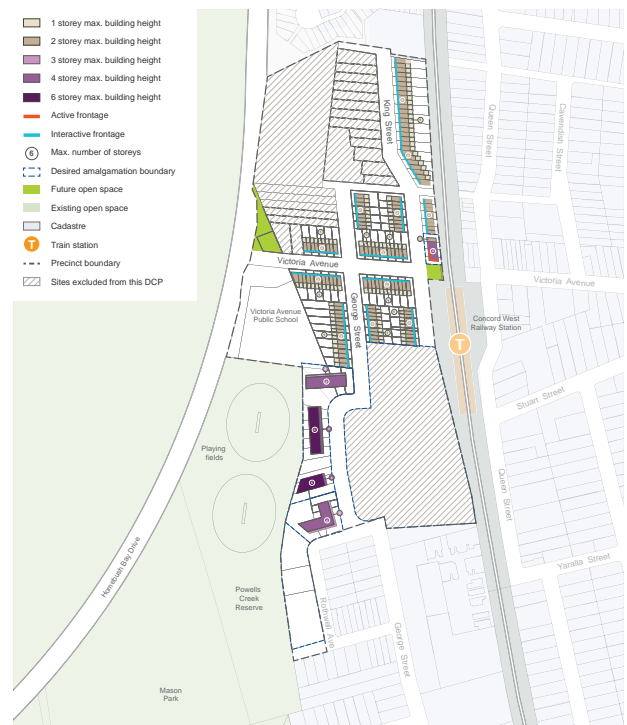 1 storey max. building height
2 storey max. building height
3 storey max. building height
4 storey max. building height
6 storey max. building height
Active frontage
Interactive frontage
6 Max. number of storeys
Desired amalgamation boundary
Future open space
Existing open space
Cadastre
T Train station
Precinct boundary
Sites excluded from this DCP
King Street
Queen Street
Cavendish Street
Victoria Avenue
Victoria Avenue
George Street
Victoria Avenue
Public School
Concord West
Railway Station
T
Stuart Street
Playing
fields
Queen Street
Homebush Bay Drive
Yaralla Street
Powells
Creek
Reserve
Rothwell Ave
George Street
Mason
Park